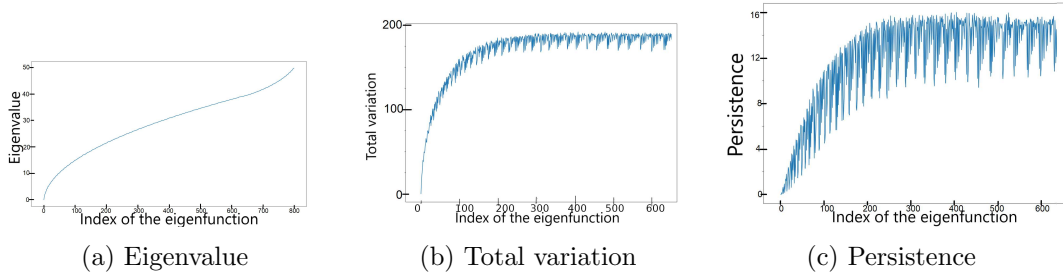 50
40
30
20
10
0
Eigenvalue
0 100 200 300 400 500 600 700 800
Index of the eigenfunction
(a) Eigenvalue
200
100
0
Total variation
0 100 200 300 400 500 600
Index of the eigenfunction
(b) Total variation
16
12
8
4
0
Persistence
0 100 200 300 400 500 600
Index of the eigenfunction
(c) Persistence